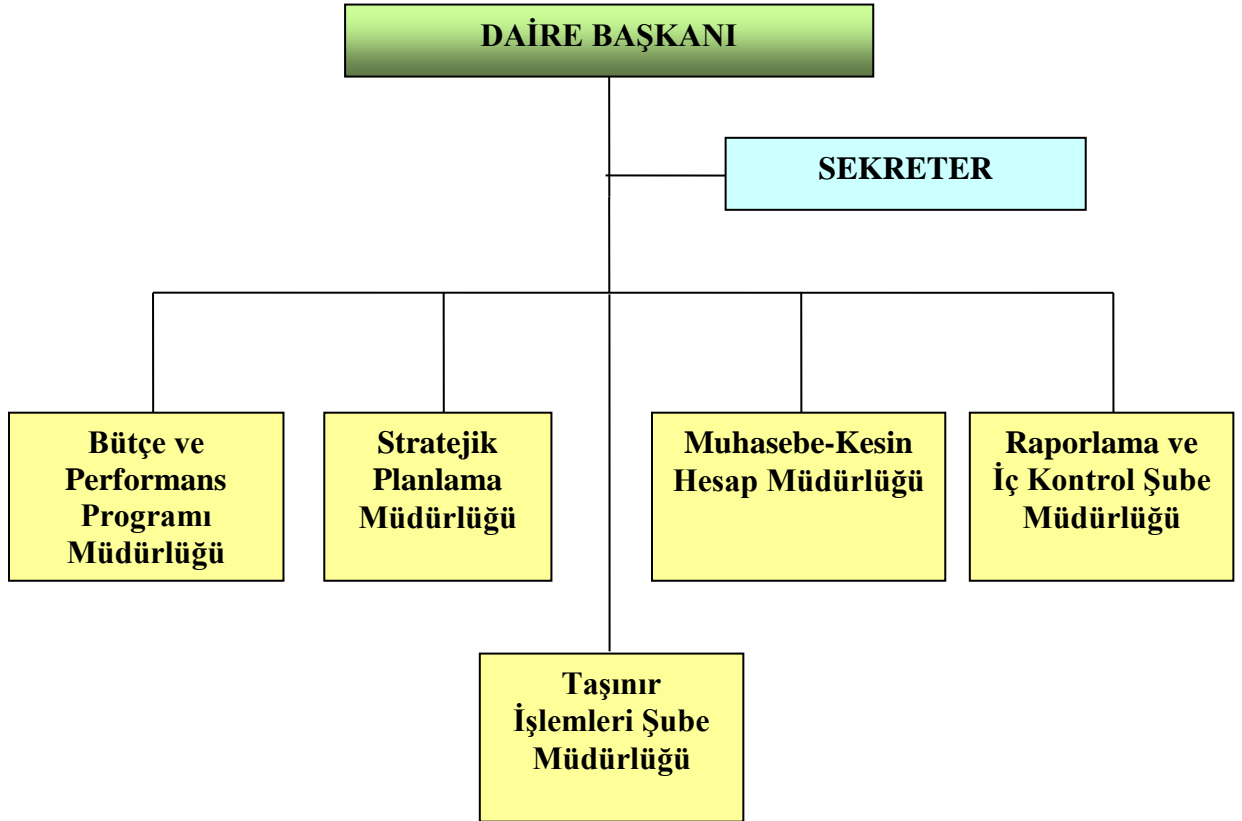 DAİRE BAŞKANI
SEKRETER
Bütçe ve
Performans
Programı
Müdürlüğü
Stratejik
Planlama
Müdürlüğü
Muhasebe-Kesin
Hesap Müdürlüğü
Raporlama ve
İç Kontrol Şube
Müdürlüğü
Taşınır
İşlemleri Şube
Müdürlüğü